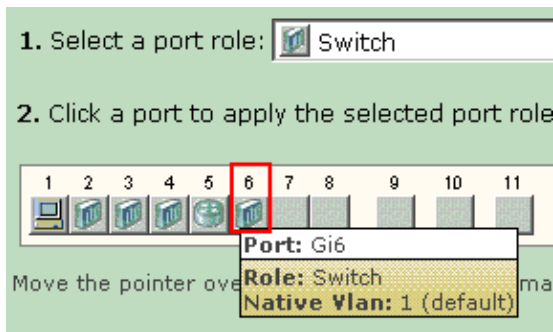 1. Select a port role: Switch
2. Click a port to apply the selected port role
1 2 3 4 5 6 7 8 9 10 11
Port: Gi6
Role: Switch
Native Vlan: 1 (default)
Move the pointer ove ma